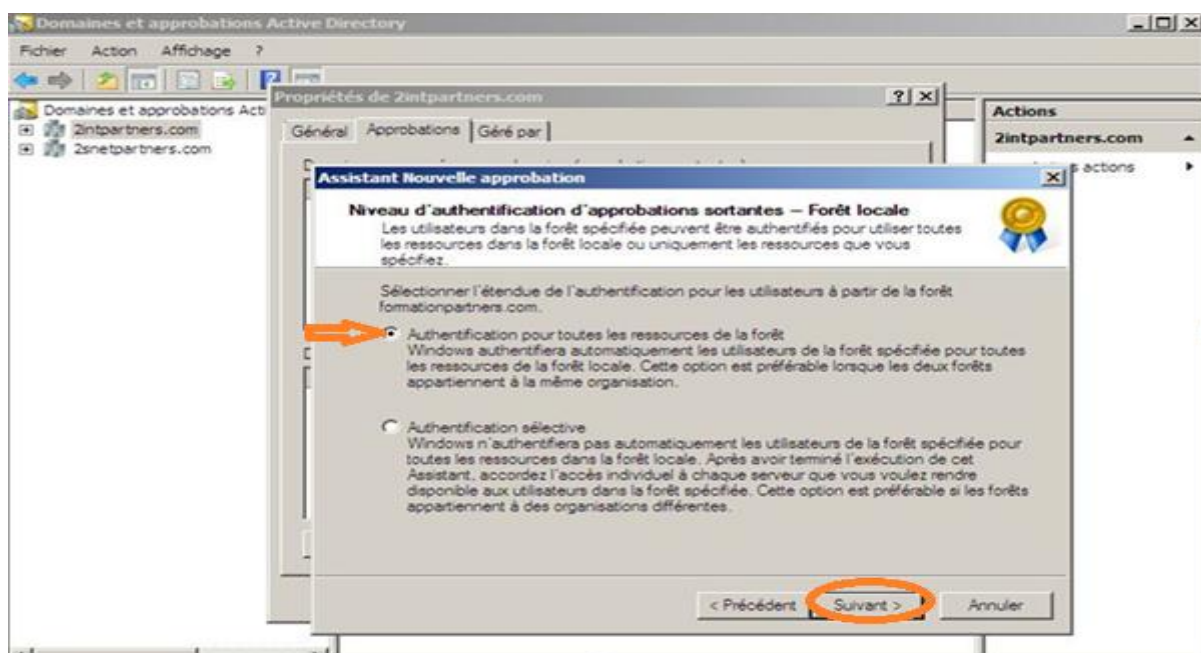 Domaines et approbations Active Directory
Fichier Action Affichage ?
Domaines et approbations Acti
2intpartners.com
2snetpartners.com
Propriétés de 2intpartners.com
Général Approbations Géré par
Actions
2intpartners.com
actions
Assistant Nouvelle approbation
Niveau d'authentification d'approbations sortantes – Forêt locale
Les utilisateurs dans la forêt spécifiée peuvent être authentifiés pour utiliser toutes
les ressources dans la forêt locale ou uniquement les ressources que vous
spécifiez.
Sélectionner l'étendue de l'authentification pour les utilisateurs à partir de la forêt
formationpartners.com.
Authentification pour toutes les ressources de la forêt
Windows authentifiera automatiquement les utilisateurs de la forêt spécifiée pour toutes
les ressources de la forêt locale. Cette option est préférable lorsque les deux forêts
appartiennent à la même organisation.
Authentification sélective
Windows n'authentifiera pas automatiquement les utilisateurs de la forêt spécifiée pour
toutes les ressources dans la forêt locale. Après avoir terminé l'exécution de cet
Assistant, accordez l'accès individuel à chaque serveur que vous voulez rendre
disponible aux utilisateurs dans la forêt spécifiée. Cette option est préférable si les forêts
appartiennent à des organisations différentes.
< Précédent Suivant > Annuler